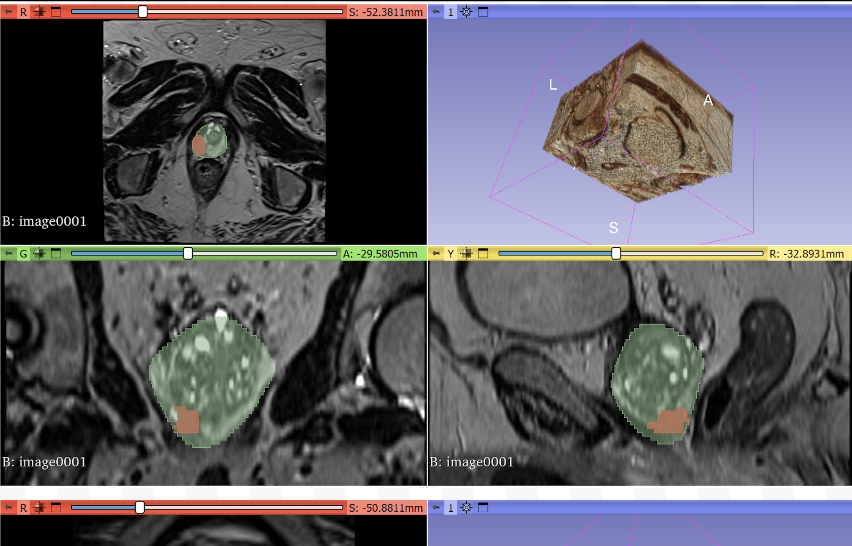 R S: -52.3811mm
1
B: image0001
L
A
S
G A: -29.5805mm
Y R: -32.8931mm
B: image0001
B: image0001
R S: -50.8811mm
1